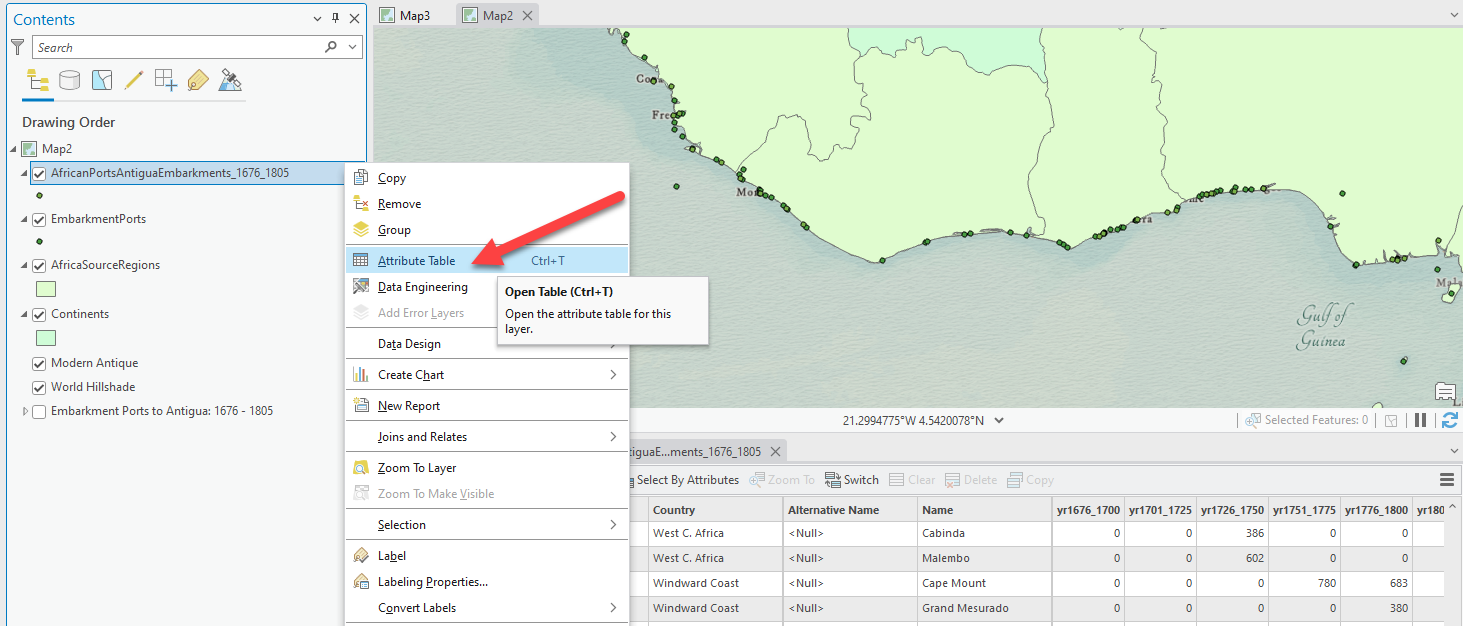 Contents
Search
Drawing Order
Map2
AfricanPortsAntiguaEmbarkments_1676_1805
EmbarkmentPorts
AfricaSourceRegions
Continents
Modern Antique
World Hillshade
Embarkment Ports to Antigua: 1676 - 1805
Copy
Remove
Group
Attribute Table Ctrl+T
Data Engineering
Add Error Layers
Data Design
Create Chart
New Report
Joins and Relates
Zoom To Layer
Zoom To Make Visible
Selection
Label
Labeling Properties...
Convert Labels
Open Table (Ctrl+T)
Open the attribute table for this
layer.
Map3 Map2
Fre
Mo
Gulf of
Guinea
21.2994775°W 4.5420078°N
Selected Features: 0
tiguaE...ments_1676_1805
Select By Attributes Zoom To Switch Clear Delete Copy
Country Alternative Name Name yr1676_1700 yr1701_1725 yr1726_1750 yr1751_1775 yr1776_1800 yr180
West C. Africa <Null> Cabinda 0 0 386 0 0
West C. Africa <Null> Malembo 0 0 602 0 0
Windward Coast <Null> Cape Mount 0 0 0 780 683
Windward Coast <Null> Grand Mesurado 0 0 0 0 380